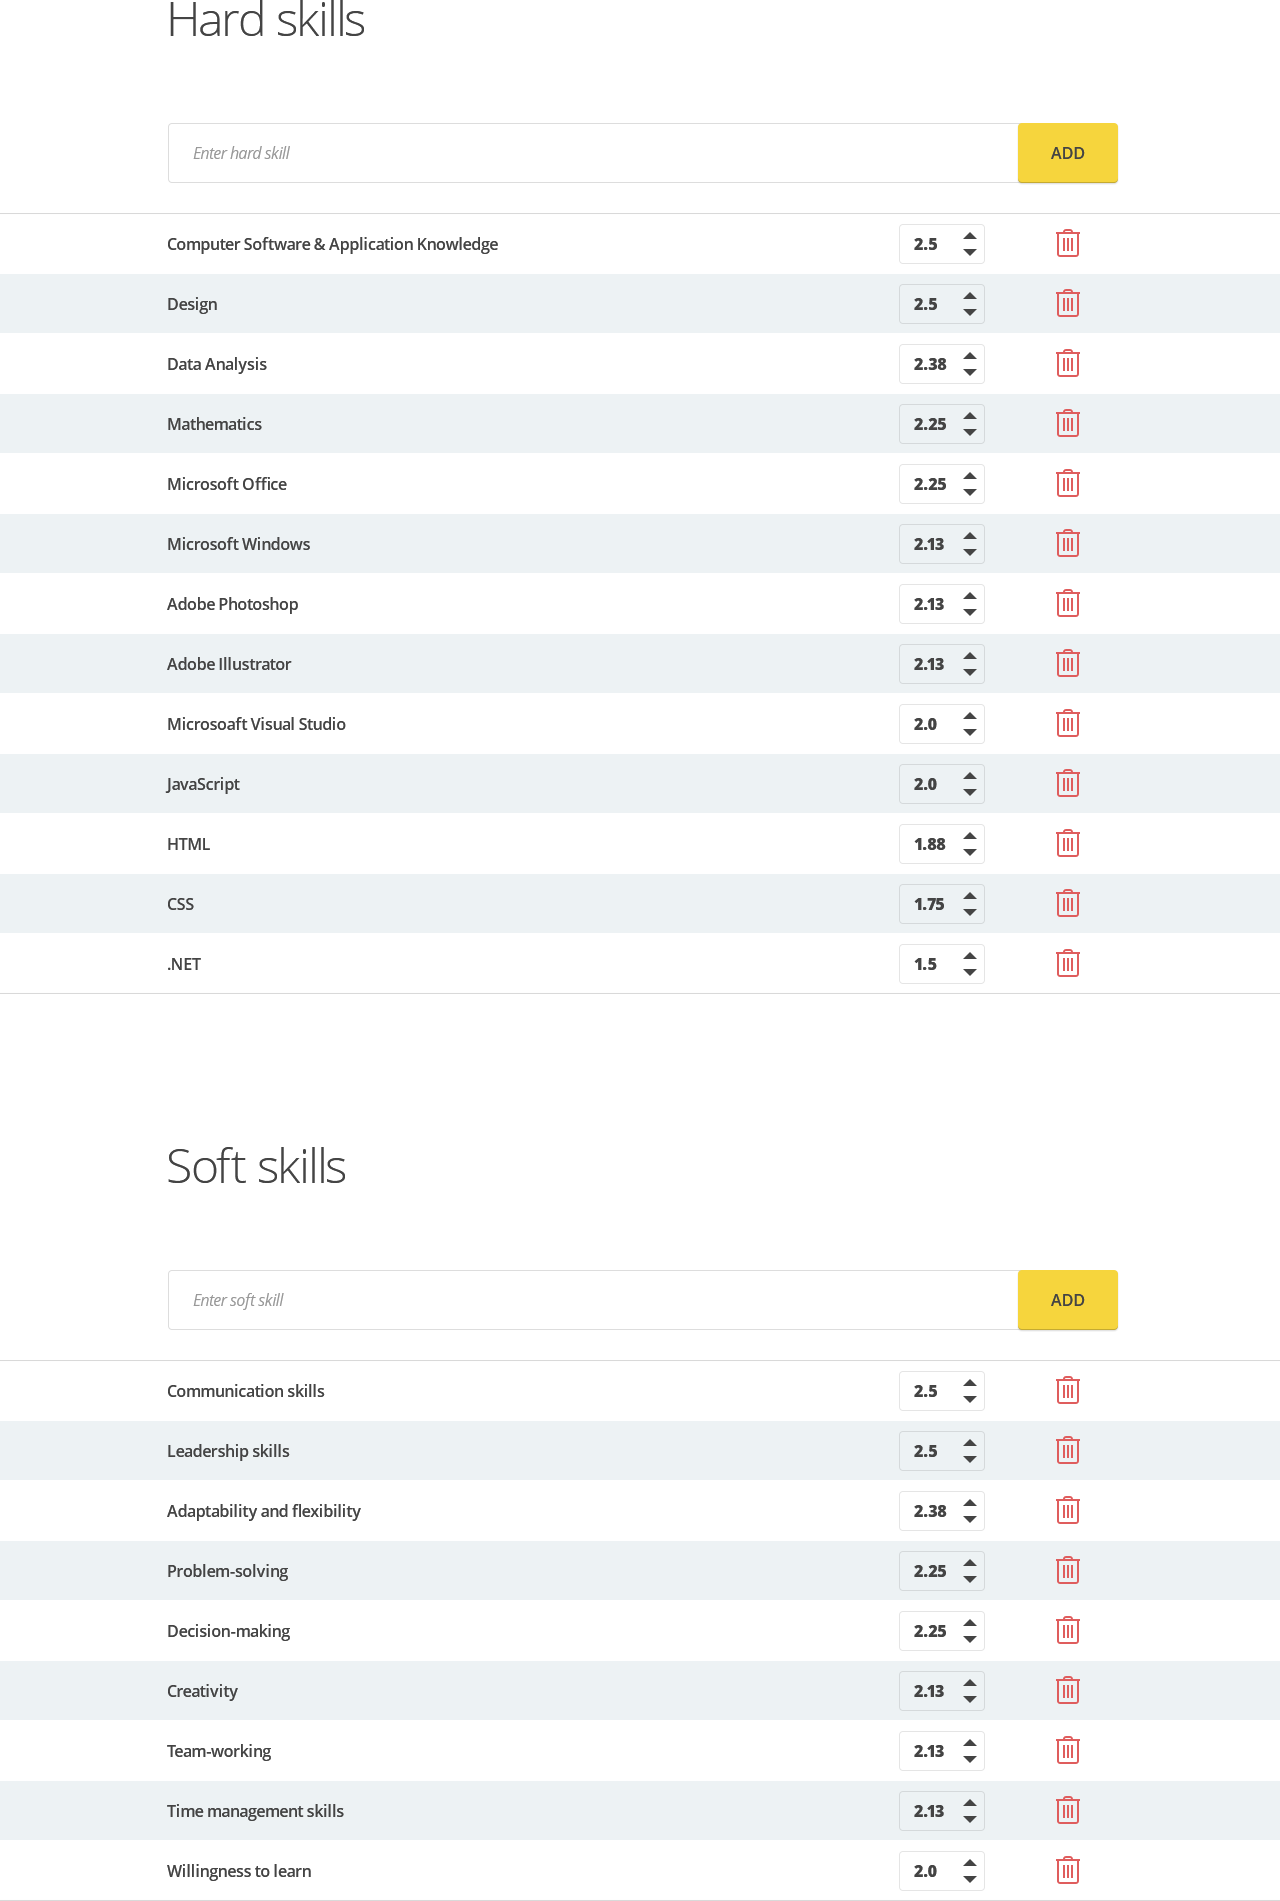 Hard skills
Enter hard skill ADD
Computer Software & Application Knowledge 2.5
Design 2.5
Data Analysis 2.38
Mathematics 2.25
Microsoft Office 2.25
Microsoft Windows 2.13
Adobe Photoshop 2.13
Adobe Illustrator 2.13
Microsoaft Visual Studio 2.0
JavaScript 2.0
HTML 1.88
CSS 1.75
.NET 1.5
Soft skills
Enter soft skill ADD
Communication skills 2.5
Leadership skills 2.5
Adaptability and flexibility 2.38
Problem-solving 2.25
Decision-making 2.25
Creativity 2.13
Team-working 2.13
Time management skills 2.13
Willingness to learn 2.0